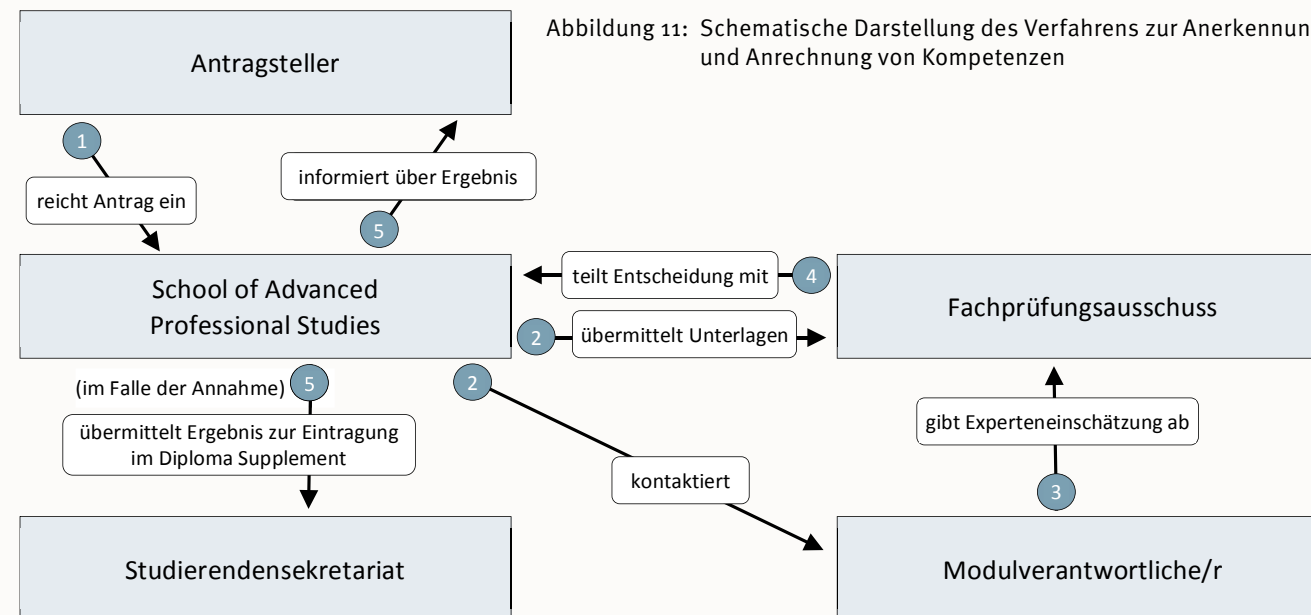 Abbildung 11: Schematische Darstellung des Verfahrens zur Anerkennun
und Anrechnung von Kompetenzen
Antragsteller
1
reicht Antrag ein
informiert über Ergebnis
5
School of Advanced
Professional Studies
teilt Entscheidung mit
4
2
übermittelt Unterlagen
Fachprüfungsausschuss
(im Falle der Annahme)
5
übermittelt Ergebnis zur Eintragung
im Diploma Supplement
2
kontaktiert
gibt Experteneinschätzung ab
3
Studierendensekretariat
Modulverantwortliche/r